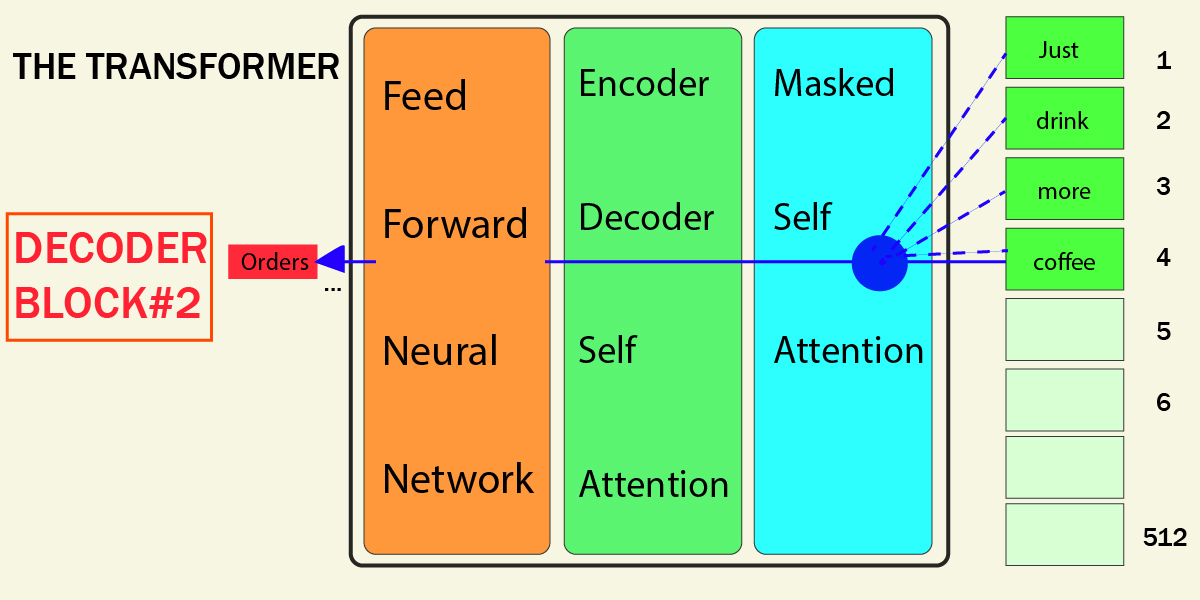 THE TRANSFORMER
DECODER
BLOCK#2
Orders
...
Feed
Forward
Neural
Network
Encoder
Decoder
Self
Attention
Masked
Self
Attention
Just 1
drink 2
more 3
coffee 4
5
6
512